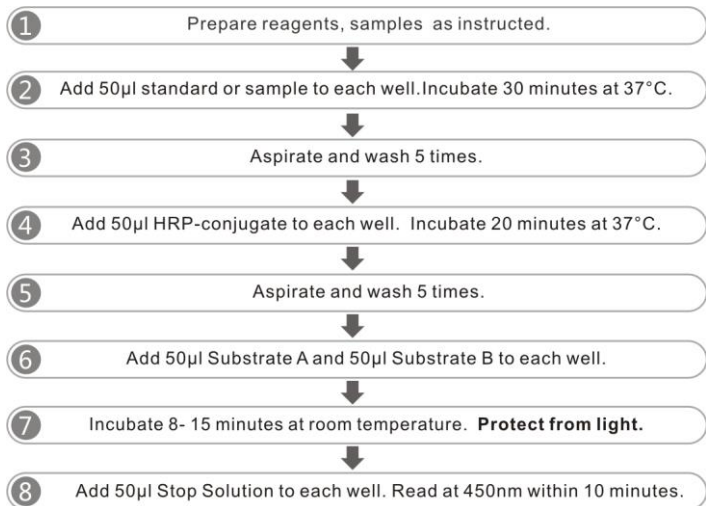 1 Prepare reagents, samples as instructed.
2 Add 50µl standard or sample to each well.Incubate 30 minutes at 37°C.
3 Aspirate and wash 5 times.
4 Add 50µl HRP-conjugate to each well. Incubate 20 minutes at 37°C.
5 Aspirate and wash 5 times.
6 Add 50µl Substrate A and 50µl Substrate B to each well.
7 Incubate 8- 15 minutes at room temperature. Protect from light.
8 Add 50µl Stop Solution to each well. Read at 450nm within 10 minutes.